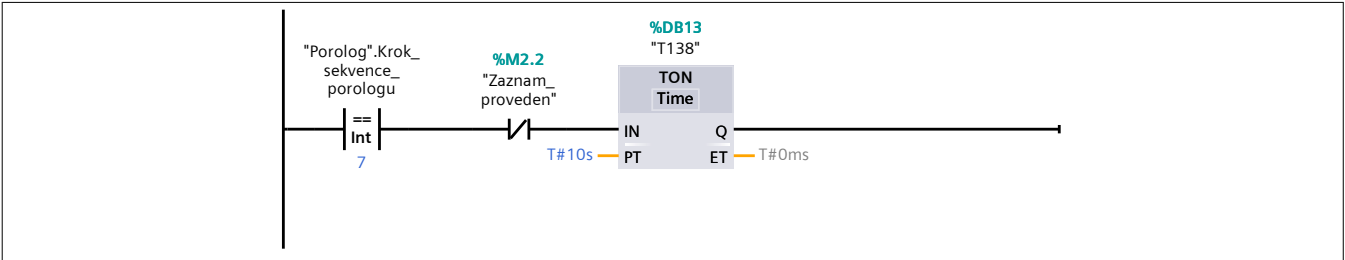 %DB13
"T138"
"Porolog".Krok_
sekvence_
porologu
%M2.2
"Zaznam_
proveden"
TON
Time
==
Int
7
IN
Q
T#10s
PT
ET
T#0ms